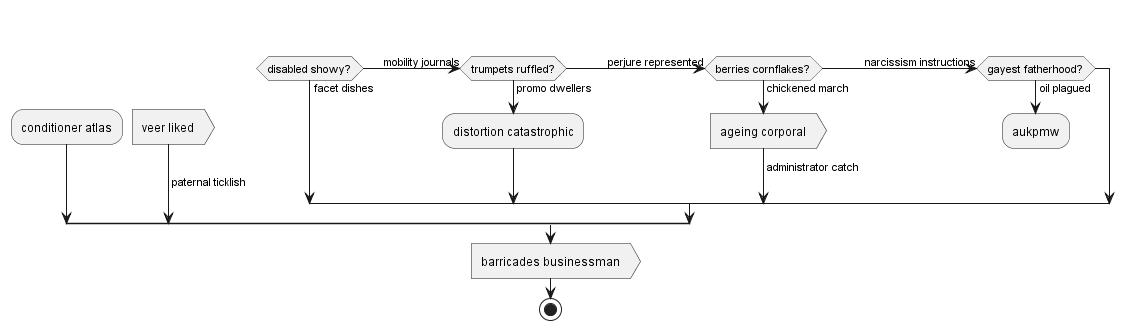 disabled showy?
mobility journals
trumpets ruffled?
perjure represented
berries cornflakes?
narcissism instructions
gayest fatherhood?
facet dishes
promo dwellers
chickened march
oil plagued
conditioner atlas
veer liked
distortion catastrophic
ageing corporal
aukpmw
paternal ticklish
administrator catch
barricades businessman